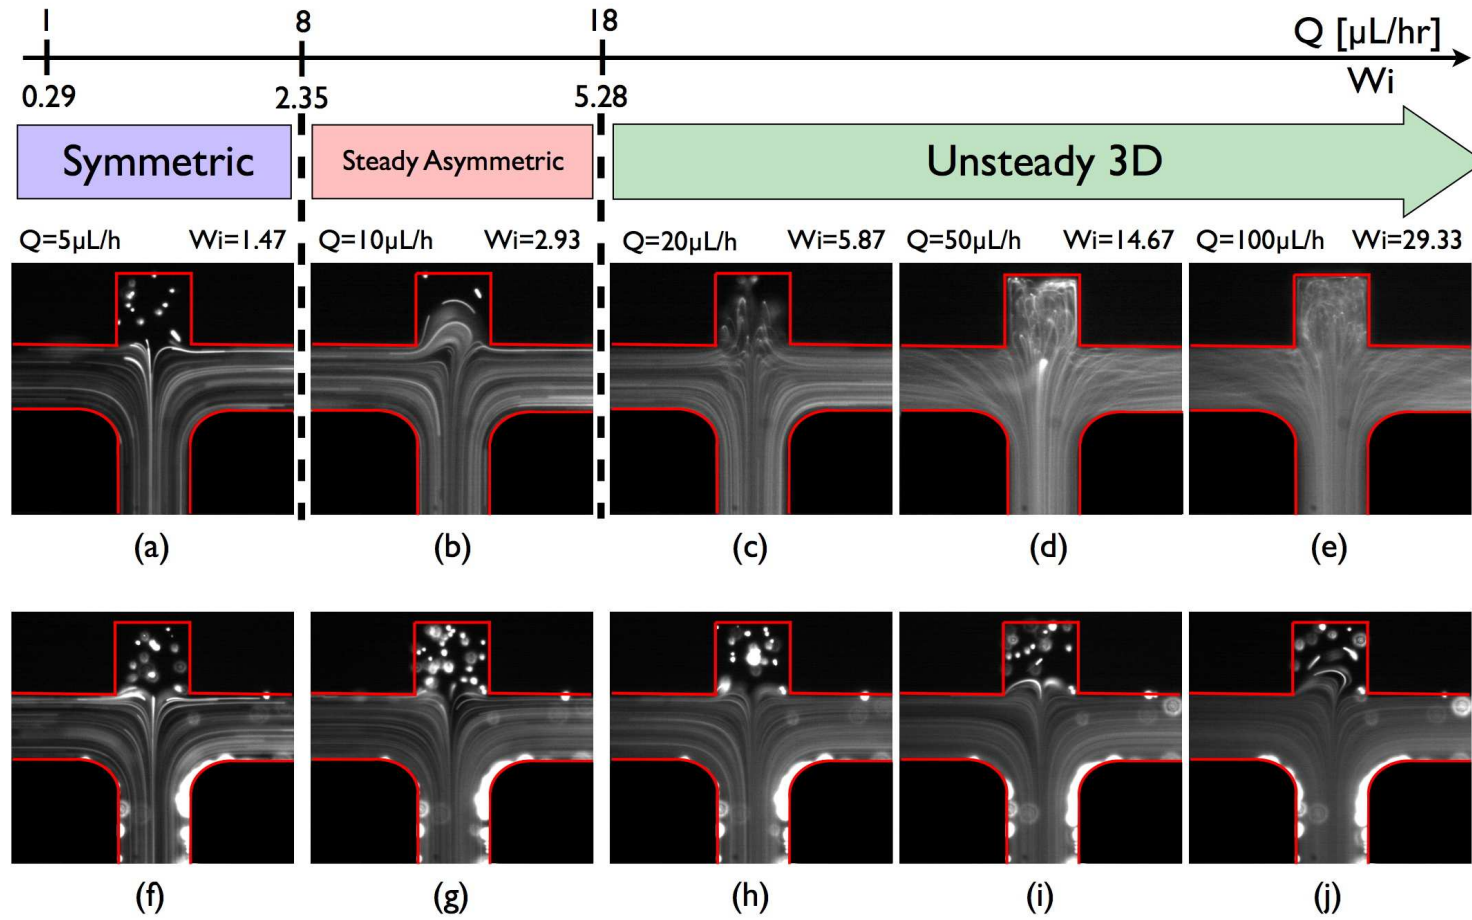 1 8 18 Q [µL/hr]
0.29 2.35 5.28 Wi
Symmetric Steady Asymmetric Unsteady 3D
Q=5µL/h Wi=1.47 Q=10µL/h Wi=2.93 Q=20µL/h Wi=5.87 Q=50µL/h Wi=14.67 Q=100µL/h Wi=29.33
(a) (b) (c) (d) (e)
(f) (g) (h) (i) (j)